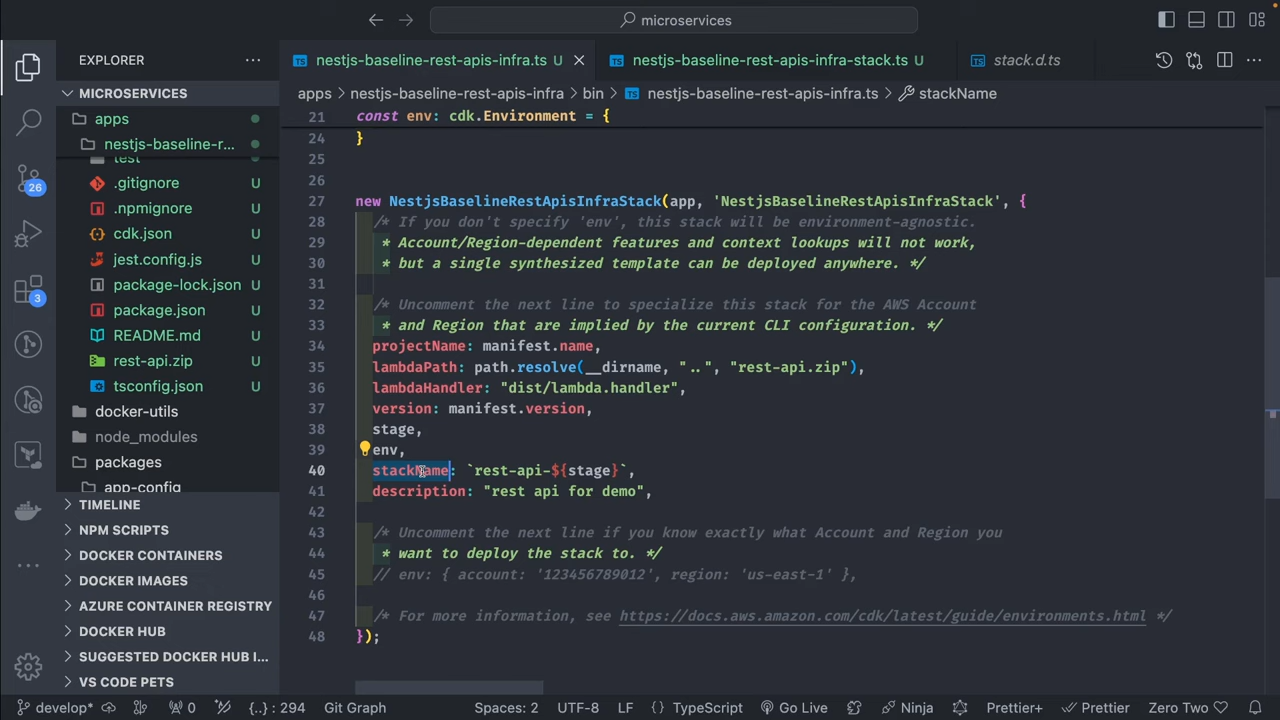 microservices
EXPLORER
nestjs-baseline-rest-apis-infra.ts U
nestjs-baseline-rest-apis-infra-stack.ts U
stack.d.ts
MICROSERVICES
apps > nestjs-baseline-rest-apis-infra > bin > TS nestjs-baseline-rest-apis-infra.ts > stackName
apps
nestjs-baseline-r...
test
.gitignore U
.npmignore U
cdk.json U
jest.config.js U
package-lock.json U
package.json U
README.md U
rest-api.zip U
tsconfig.json U
docker-utils
node_modules
packages
app-config
TIMELINE
NPM SCRIPTS
DOCKER CONTAINERS
DOCKER IMAGES
AZURE CONTAINER REGISTRY
DOCKER HUB
SUGGESTED DOCKER HUB I...
VS CODE PETS
26
3
21 const env: cdk.Environment = {
24 }
25
26
27 new NestjsBaselineRestApisInfraStack(app, 'NestjsBaselineRestApisInfraStack', {
28 /* If you don't specify 'env', this stack will be environment-agnostic.
29 * Account/Region-dependent features and context lookups will not work,
30 * but a single synthesized template can be deployed anywhere. */
31
32 /* Uncomment the next line to specialize this stack for the AWS Account
33 * and Region that are implied by the current CLI configuration. */
34 projectName: manifest.name,
35 lambdaPath: path.resolve(__dirname, "..", "rest-api.zip"),
36 lambdaHandler: "dist/lambda.handler",
37 version: manifest.version,
38 stage,
39 env,
40 stackName: `rest-api-${stage}`,
41 description: "rest api for demo",
42
43 /* Uncomment the next line if you know exactly what Account and Region you
44 * want to deploy the stack to. */
45 // env: { account: '123456789012', region: 'us-east-1' },
46
47 /* For more information, see https://docs.aws.amazon.com/cdk/latest/guide/environments.html */
48 });
develop* 0 {..} : 294 Git Graph Spaces: 2 UTF-8 LF { } TypeScript Go Live Ninja Prettier+ Prettier Zero Two